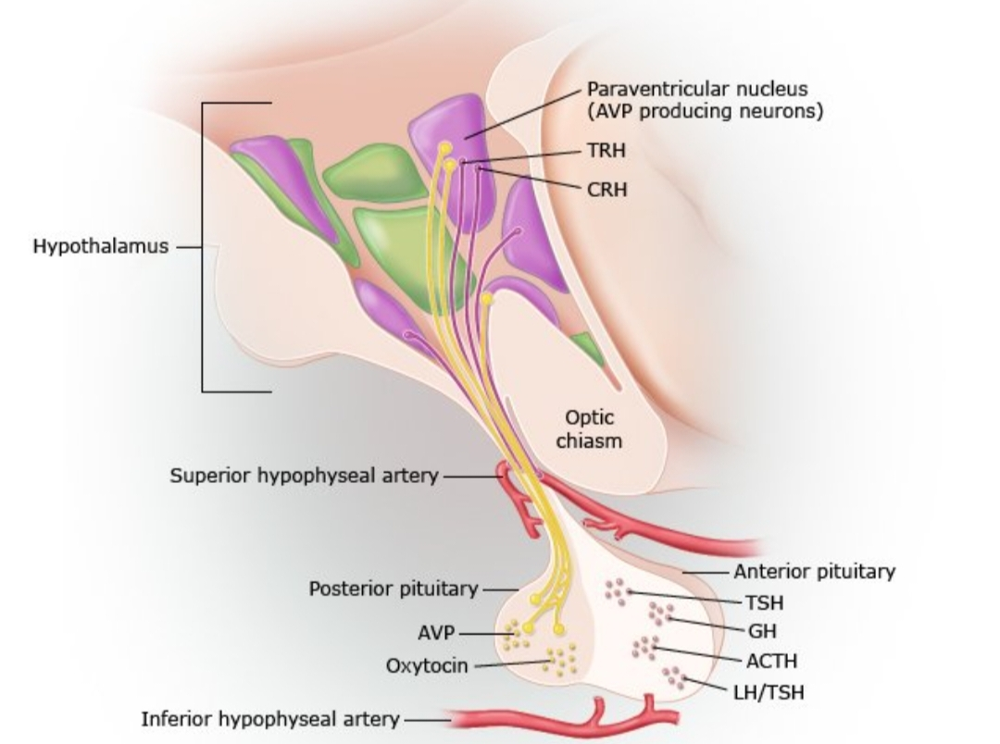 Paraventricular nucleus
(AVP producing neurons)
TRH
CRH
Hypothalamus
Optic
chiasm
Superior hypophyseal artery
Anterior pituitary
Posterior pituitary
TSH
GH
AVP
ACTH
Oxytocin
LH/TSH
Inferior hypophyseal artery